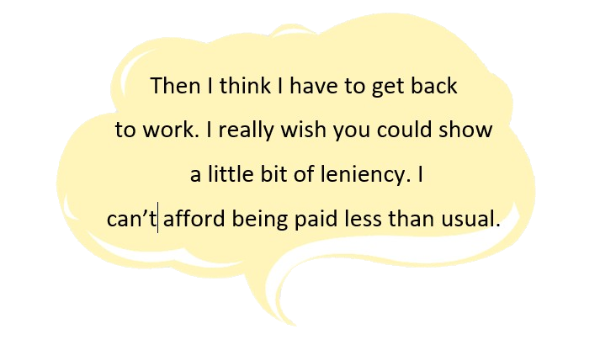 Then I think I have to get back
to work. I really wish you could show
a little bit of leniency. I
can’t afford being paid less than usual.